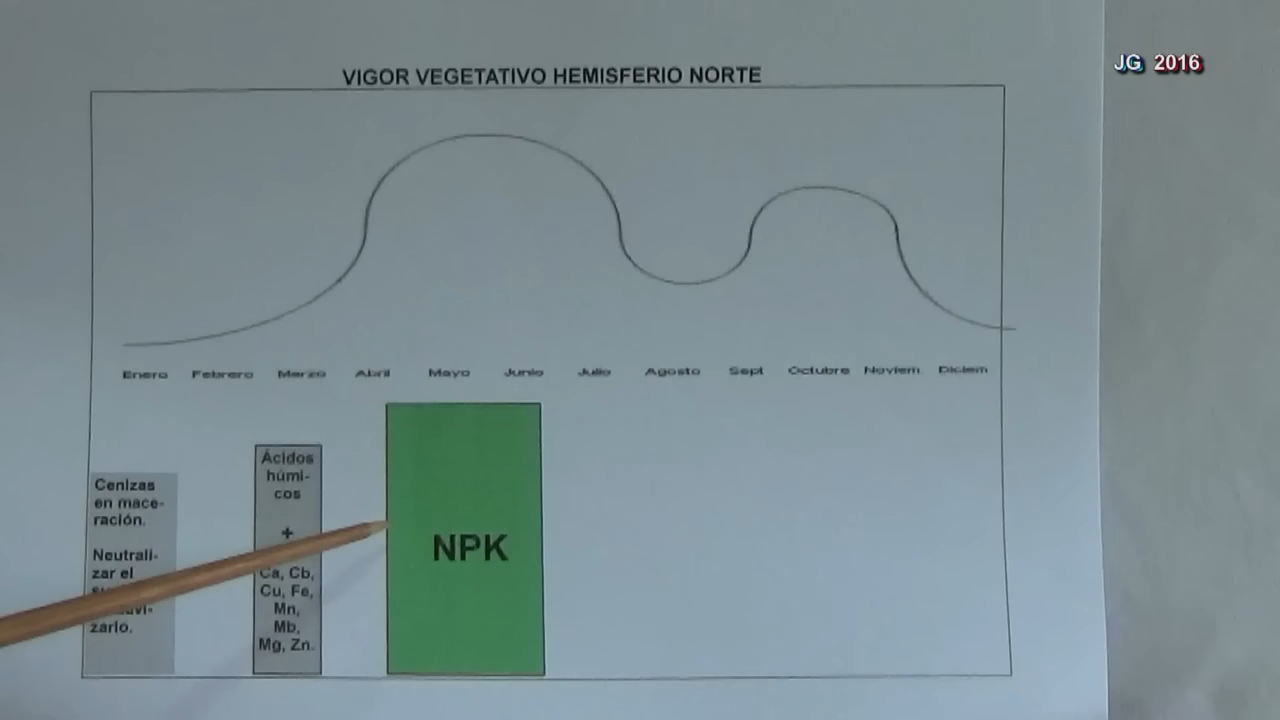 JG 2016
VIGOR VEGETATIVO HEMISFERIO NORTE
Enero Febrero Marzo Abril Mayo Junio Julio Agosto Sept Octubre Noviem. Diciem
Cenizas
en mace-
ración.
Neutrali-
zar el
zarlo.
Ácidos
húmi-
cos
+
Ca, Cb,
Cu, Fe,
Mn,
Mb,
Mg, Zn.
NPK